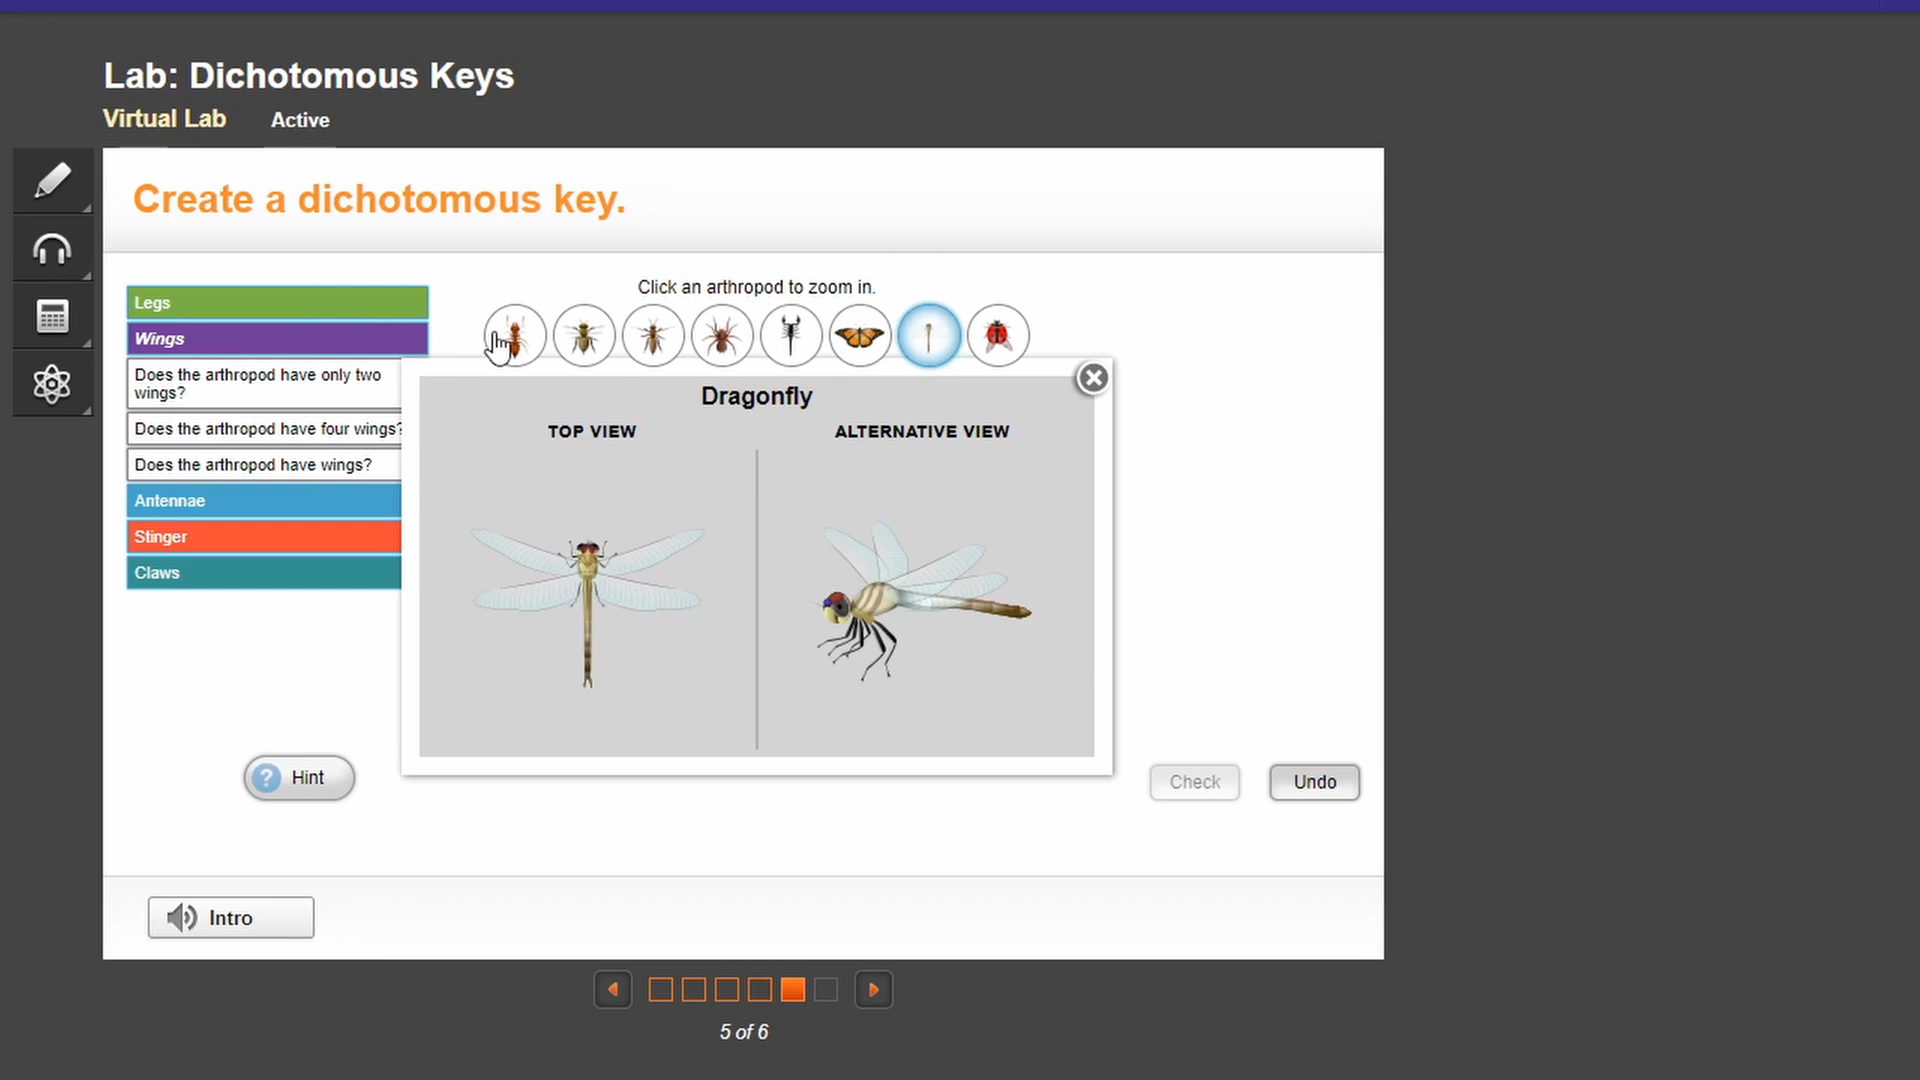 Lab: Dichotomous Keys
Virtual Lab
Active
Create a dichotomous key.
Click an arthropod to zoom in.
Legs
Wings
Does the arthropod have only two
wings?
Does the arthropod have four wings?
Does the arthropod have wings?
Antennae
Stinger
Claws
Dragonfly
TOP VIEW
ALTERNATIVE VIEW
? Hint
Check
Undo
Intro
5 of 6